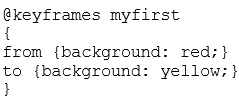 @keyframes myfirst
{
from {background: red;}
to {background: yellow;}
}